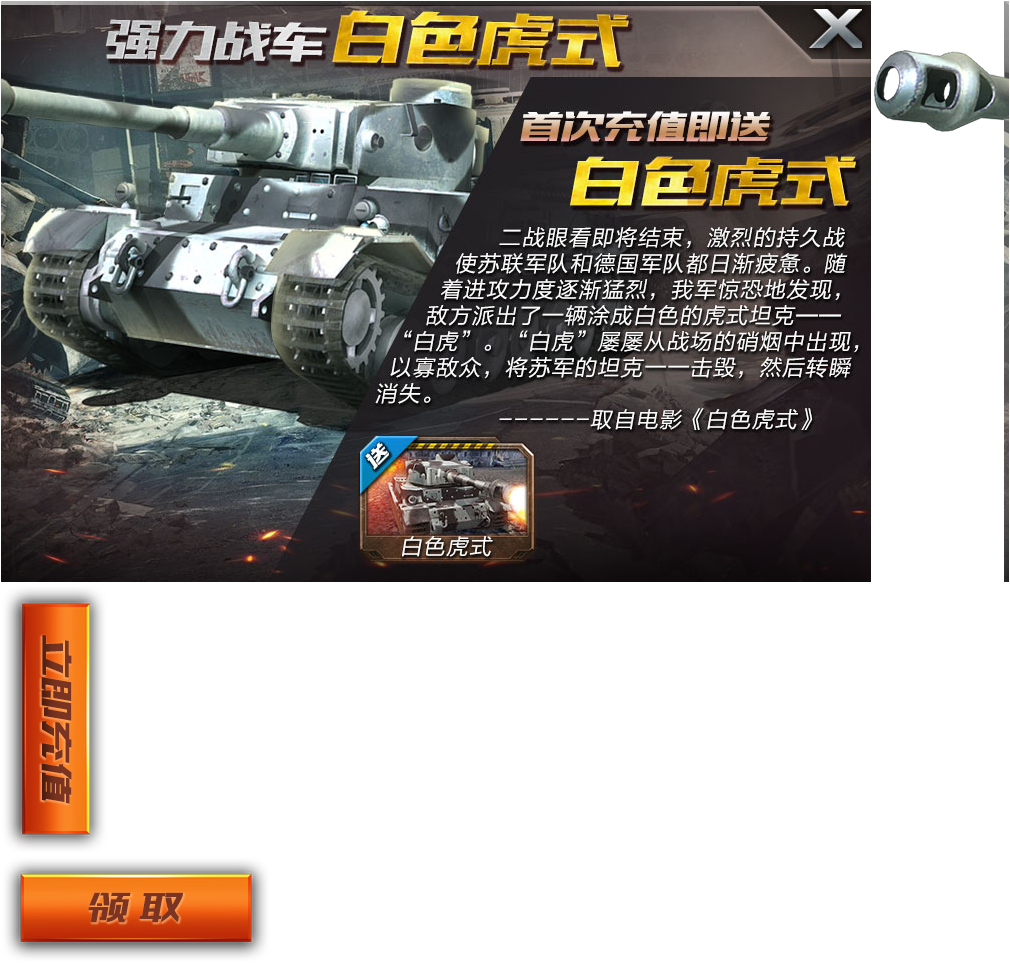 强力战车 白色虎式
X
首次充值即送
白色虎式
二战眼看即将结束，激烈的持久战
使苏联军队和德国军队都日渐疲惫。随
着进攻力度逐渐猛烈，我军惊恐地发现，
敌方派出了一辆涂成白色的虎式坦克一一
“白虎”。“白虎”屡屡从战场的硝烟中出现，
以寡敌众，将苏军的坦克一一击毁，然后转瞬
消失。
------取自电影《白色虎式》
送
白色虎式
立即充值
领取